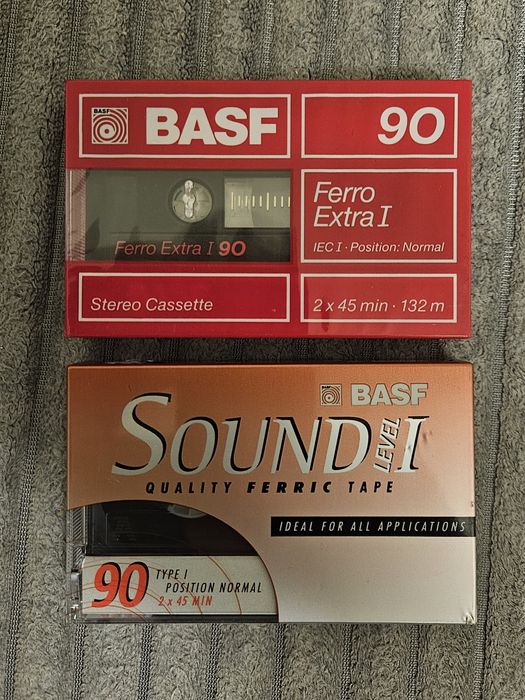 BASF
BASF
90
Ferro
Extra I
IEC I · Position: Normal
Ferro Extra I 90
Stereo Cassette
2 x 45 min · 132 m
BASF
BASF
SOUND LEVEL I
QUALITY FERRIC TAPE
IDEAL FOR ALL APPLICATIONS
90
TYPE I
POSITION NORMAL
2 x 45 MIN